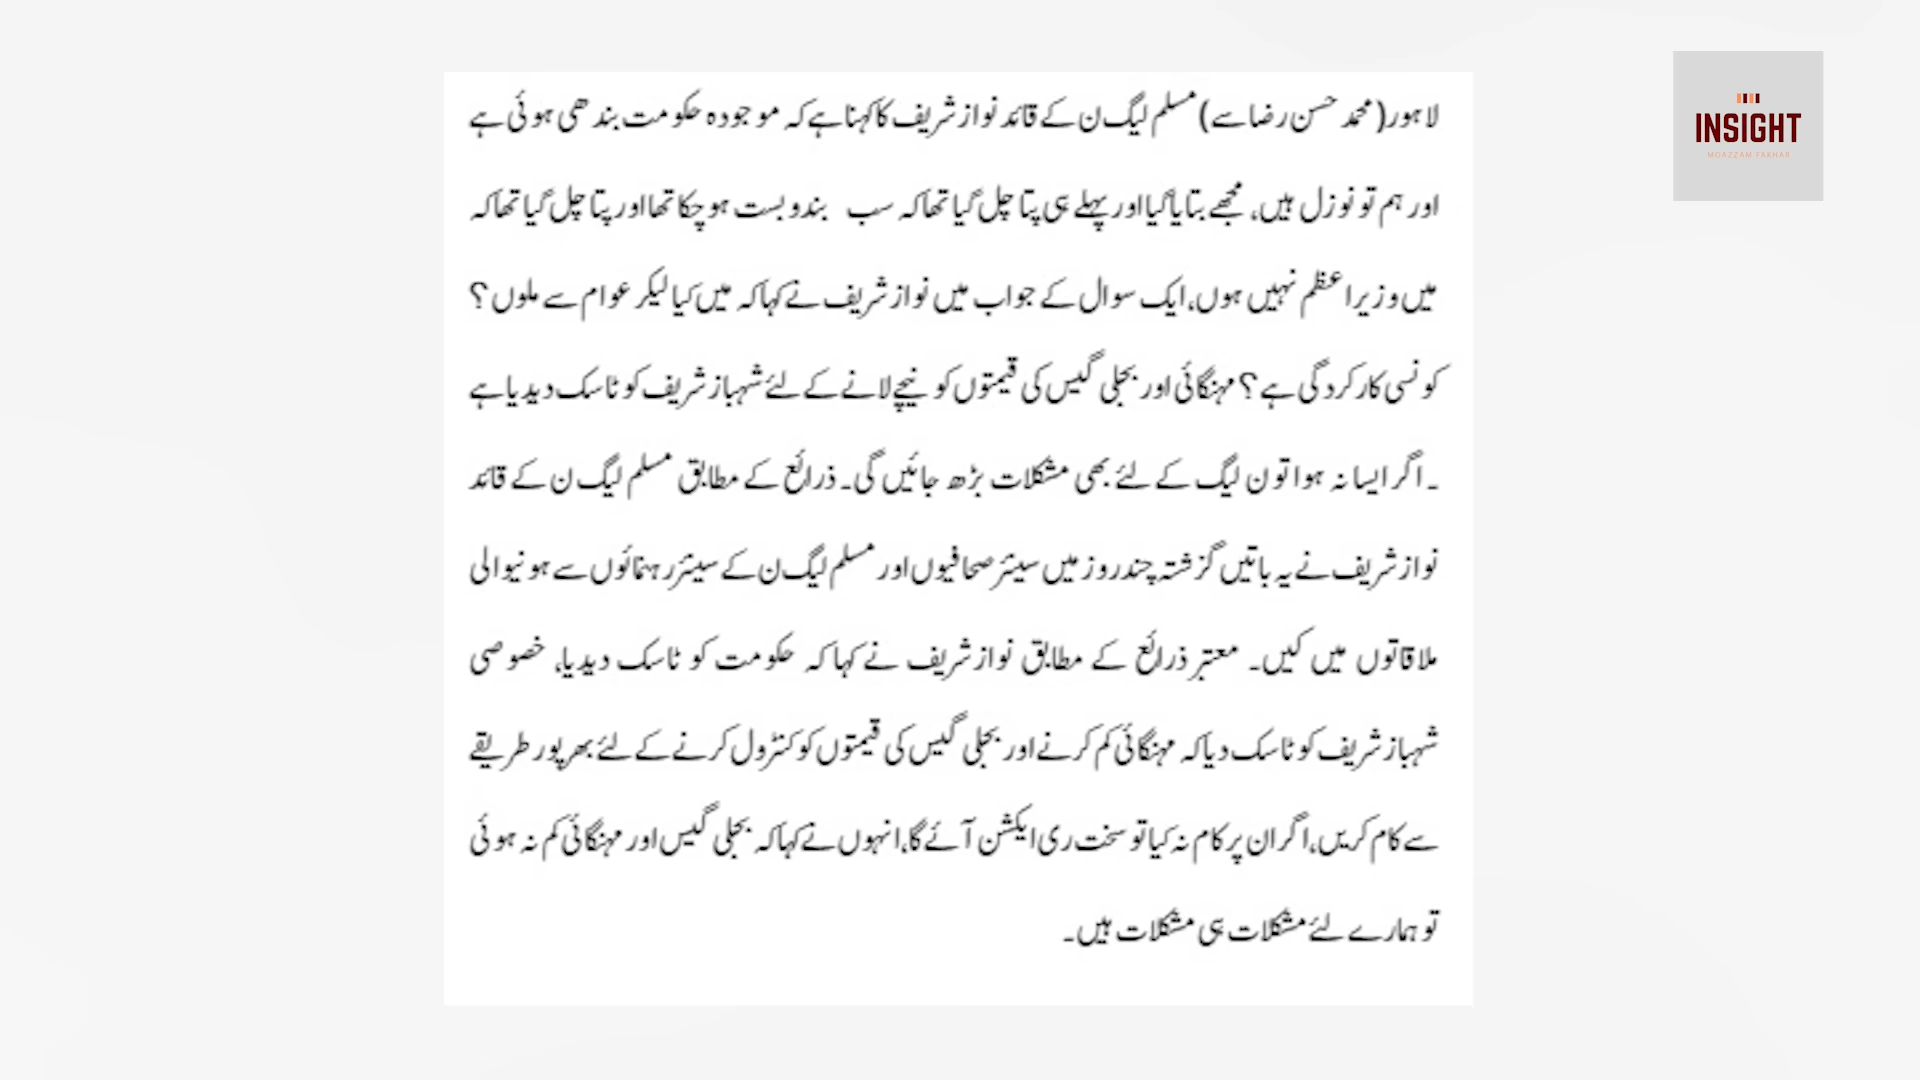 لاہور(محمد حسن رضا سے) مسلم لیگ ن کے قائد نواز شریف کا کہنا ہے کہ موجودہ حکومت بندھی ہوئی ہے
اور ہم تو نوزل ہیں، مجھے بتایا گیا اور پہلے ہی پتا چل گیا تھا کہ سب بندوبست ہو چکا تھا اور پتا چل گیا تھا کہ
میں وزیراعظم نہیں ہوں، ایک سوال کے جواب میں نواز شریف نے کہا کہ میں کیا لیکر عوام سے ملوں ؟
کونسی کارکردگی ہے ؟ مہنگائی اور بجلی گیس کی قیمتوں کو نیچے لانے کے لئے شہباز شریف کو ٹاسک دیدیا ہے
۔ اگر ایسا نہ ہوا تو ن لیگ کے لئے بھی مشکلات بڑھ جائیں گی۔ ذرائع کے مطابق مسلم لیگ ن کے قائد
نواز شریف نے یہ باتیں گزشتہ چند روز میں سینئر صحافیوں اور مسلم لیگ ن کے سینئر رہنمائوں سے ہونیوالی
ملاقاتوں میں کیں۔ معتبر ذرائع کے مطابق نواز شریف نے کہا کہ حکومت کو ٹاسک دیدیا، خصوصی
شہباز شریف کو ٹاسک دیا کہ مہنگائی کم کرنے اور بجلی گیس کی قیمتوں کو کنٹرول کرنے کے لئے بھرپور طریقے
سے کام کریں، اگر ان پر کام نہ کیا تو سخت ری ایکشن آئے گا، انہوں نے کہا کہ بجلی گیس اور مہنگائی کم نہ ہوئی
تو ہمارے لئے مشکلات ہی مشکلات ہیں۔
INSIGHT
MOAZZAM FAKHAR